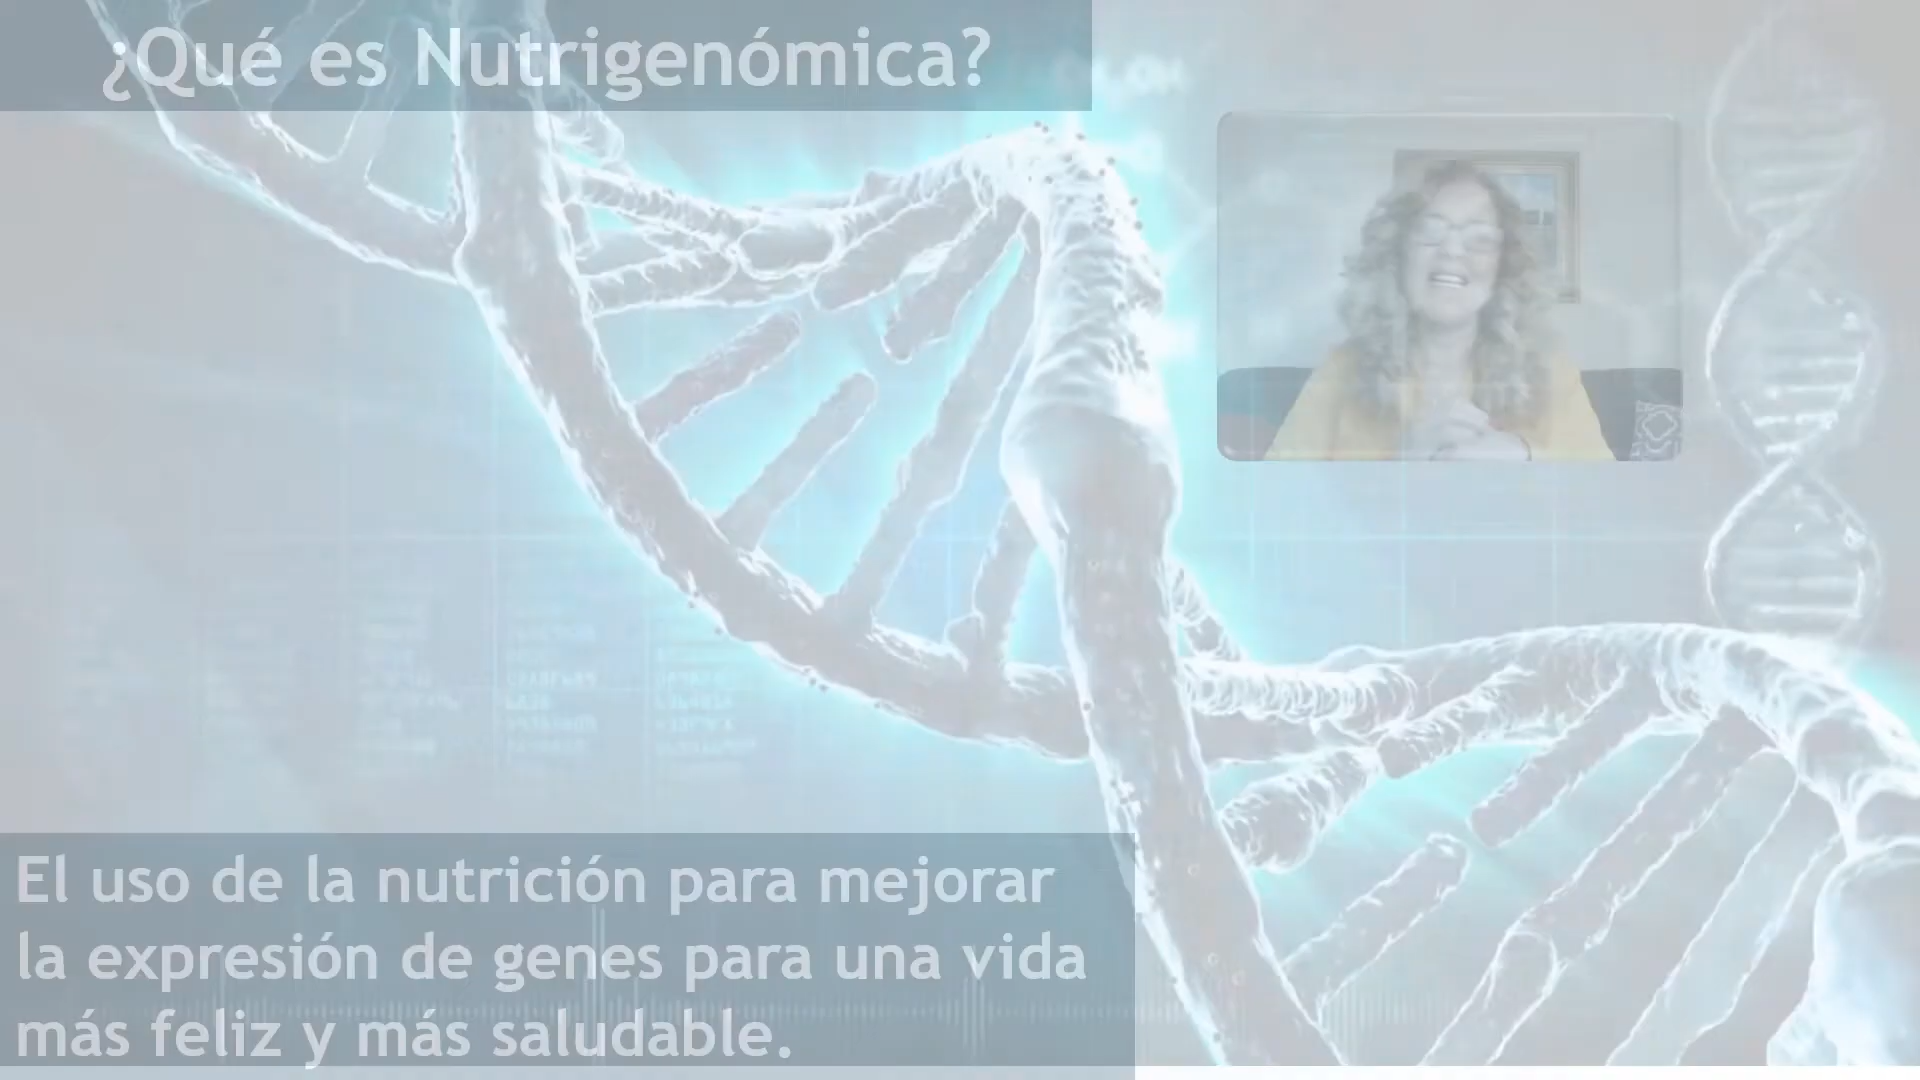 ¿Qué es Nutrigenómica?
El uso de la nutrición para mejorar
la expresión de genes para una vida
más feliz y más saludable.